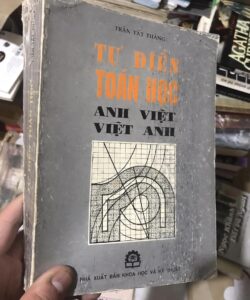 TRẦN TẤT THẮNG
TỪ ĐIỂN
TOÁN HỌC
ANH VIỆT
VIỆT ANH
NHÀ XUẤT BẢN KHOA HỌC VÀ KỸ THUẬT